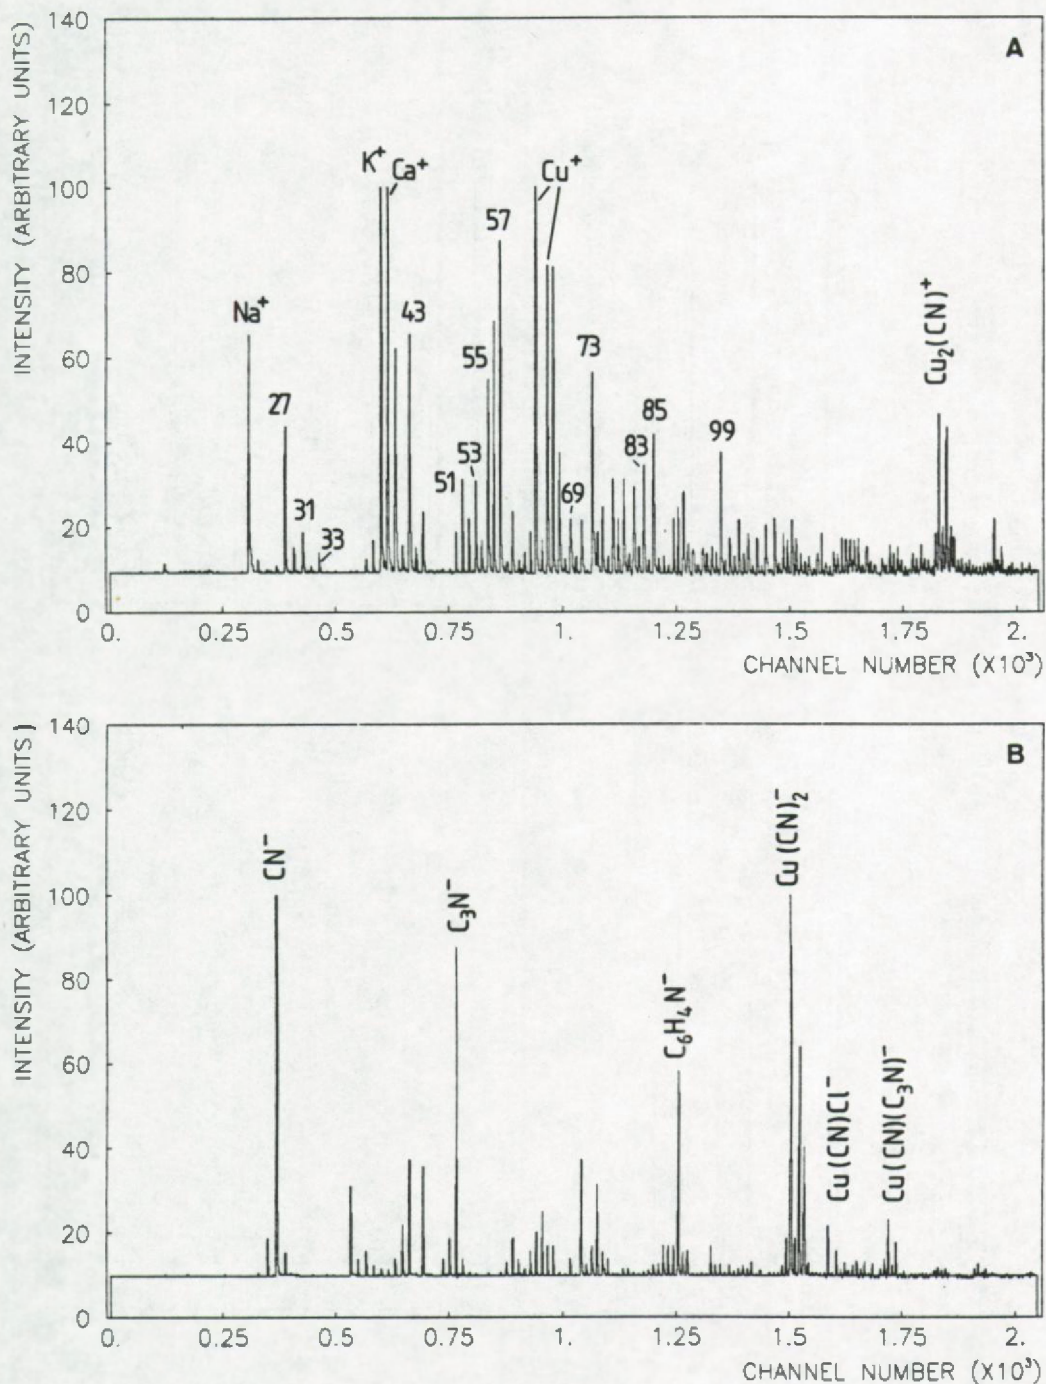 A
INTENSITY (ARBITRARY UNITS)
140
120
100
80
60
40
20
0
Na⁺
27
31
33
K⁺
Ca⁺
43
51
53
55
57
Cu⁺
69
73
83
85
99
Cu₂(CN)⁺
0. 0.25 0.5 0.75 1. 1.25 1.5 1.75 2.
CHANNEL NUMBER (X10³)
B
INTENSITY (ARBITRARY UNITS)
140
120
100
80
60
40
20
0
CN⁻
C₃N⁻
C₆H₄N⁻
Cu(CN)₂⁻
Cu(CN)Cl⁻
Cu(CN)(C₃N)⁻
0. 0.25 0.5 0.75 1. 1.25 1.5 1.75 2.
CHANNEL NUMBER (X10³)